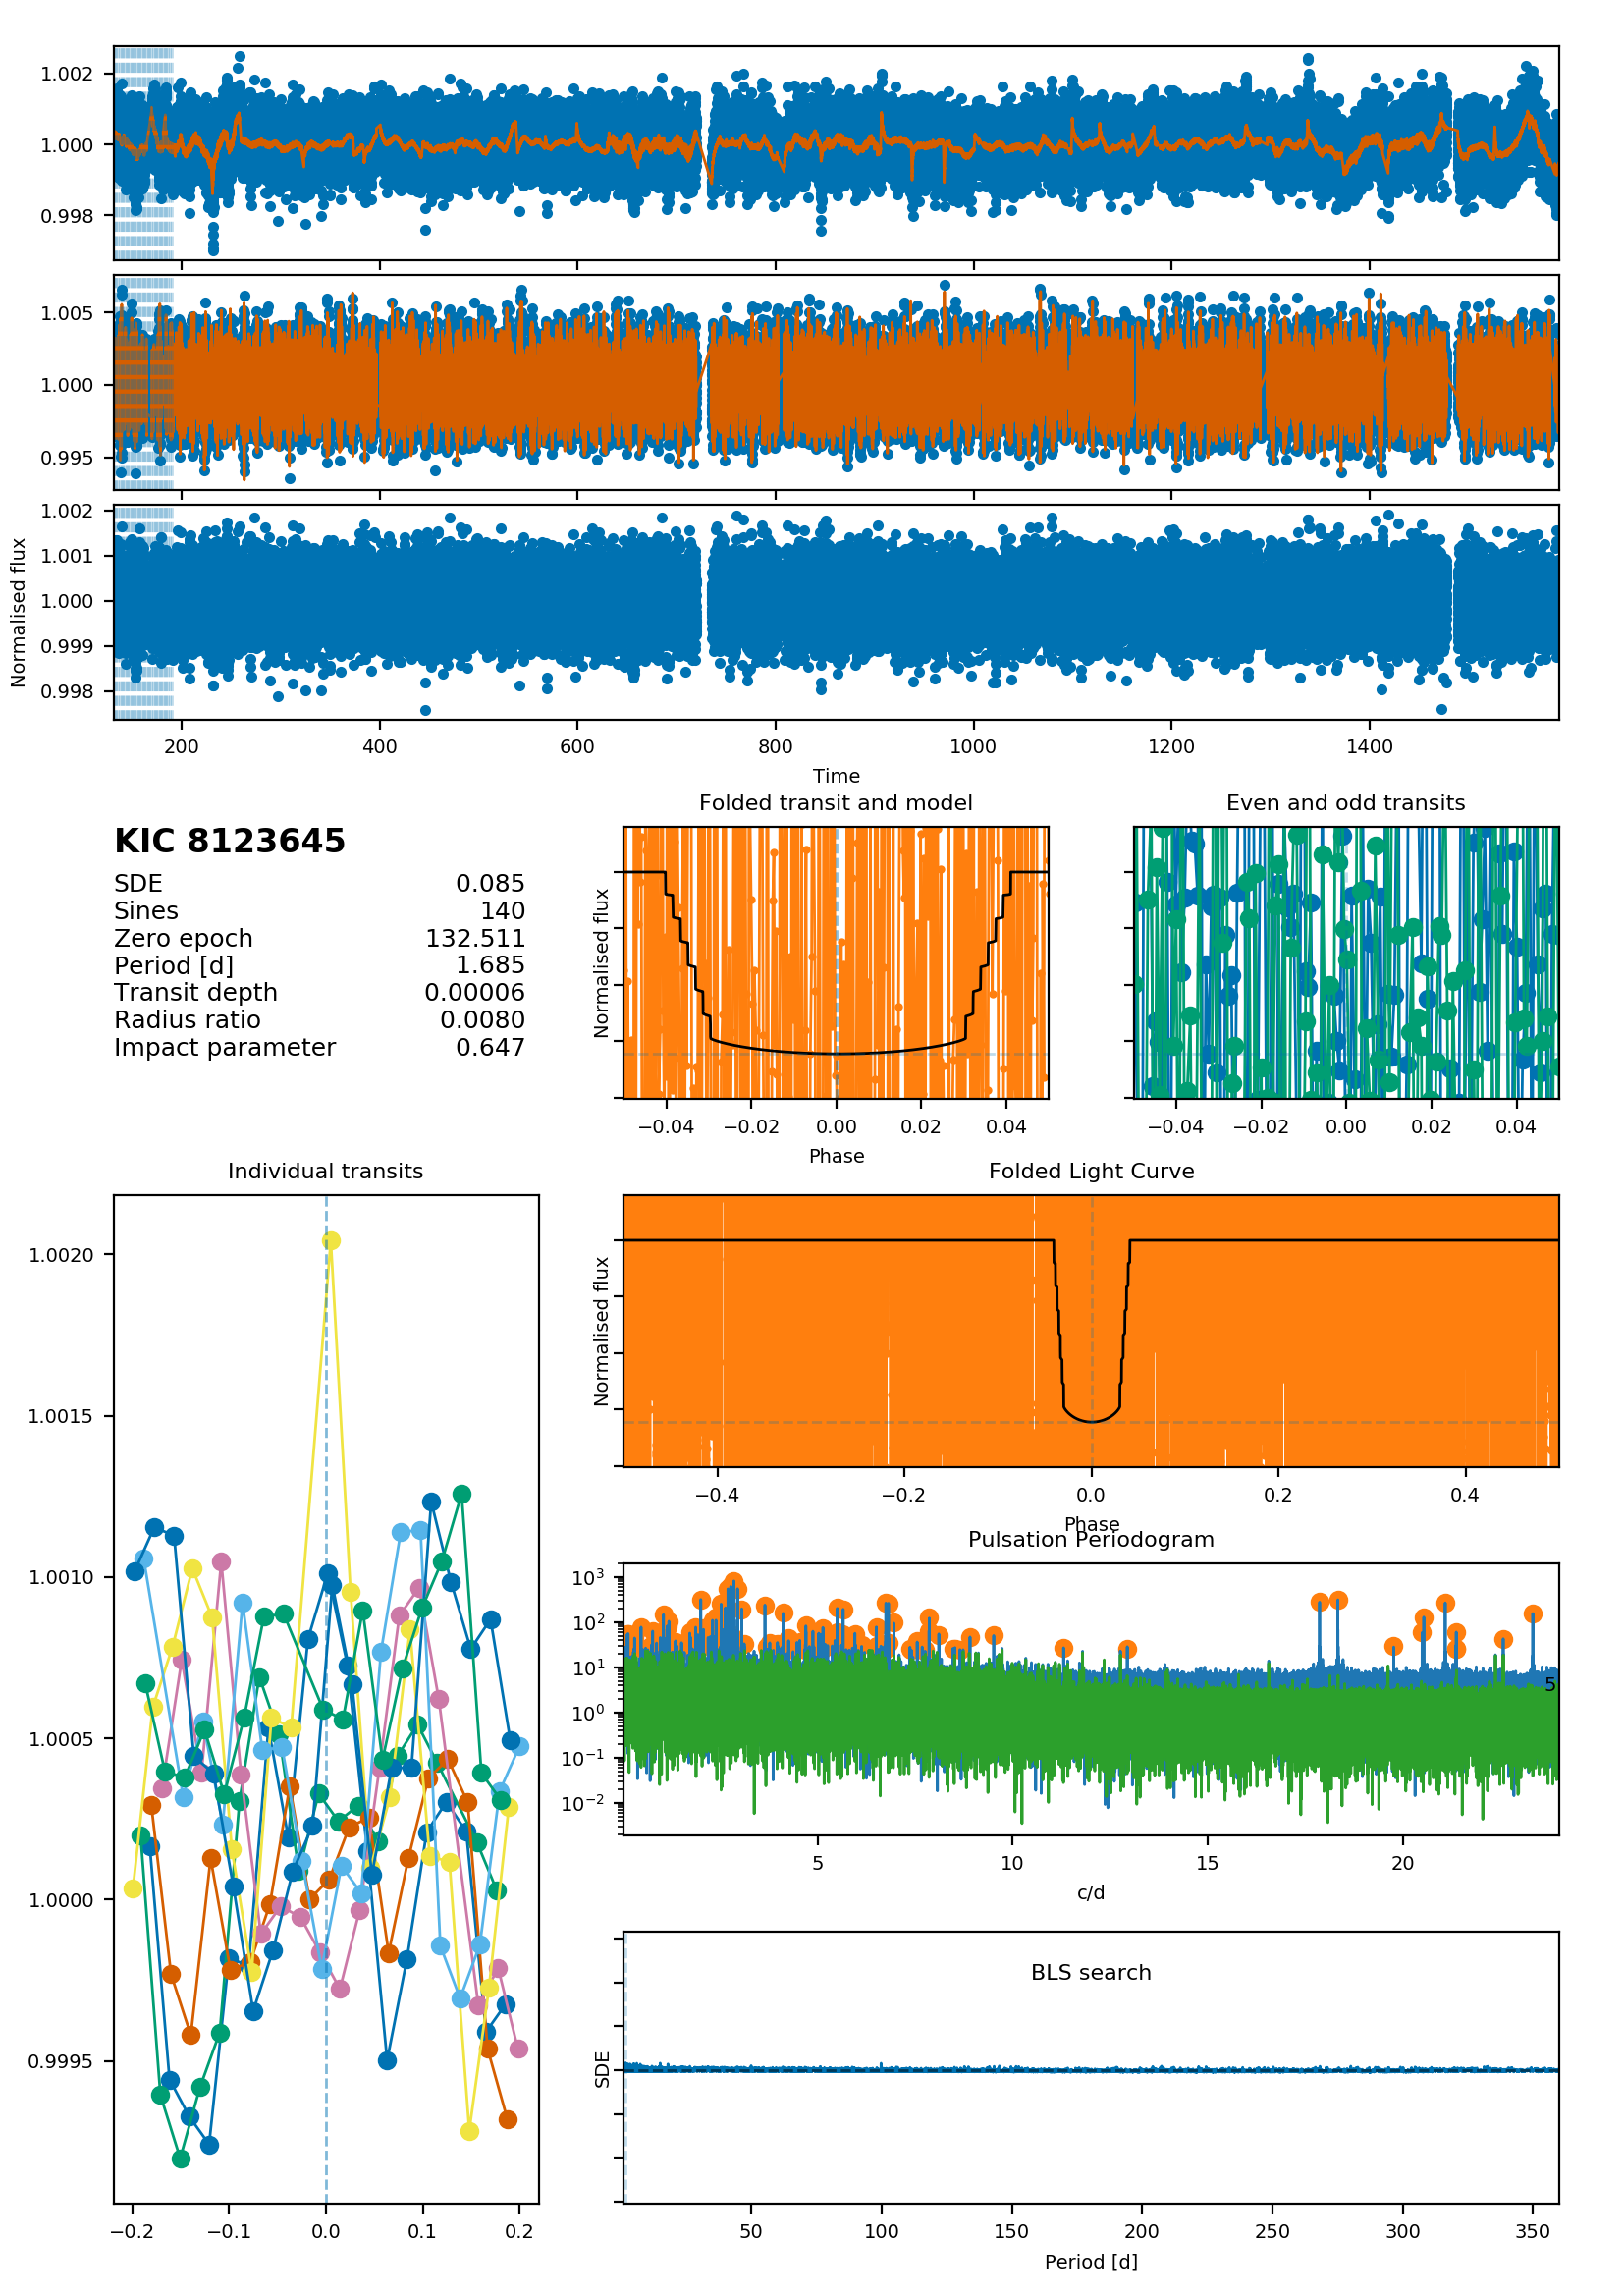 1.002
1.000
0.998
1.005
1.000
0.995
1.002
1.001
1.000
0.999
0.998
Normalised flux
200 400 600 800 1000 1200 1400
Time
KIC 8123645
SDE 0.085
Sines 140
Zero epoch 132.511
Period [d] 1.685
Transit depth 0.00006
Radius ratio 0.0080
Impact parameter 0.647
Folded transit and model
Normalised flux
−0.04 −0.02 0.00 0.02 0.04
Phase
Even and odd transits
−0.04 −0.02 0.00 0.02 0.04
Individual transits
1.0020
1.0015
1.0010
1.0005
1.0000
0.9995
−0.2 −0.1 0.0 0.1 0.2
Folded Light Curve
Normalised flux
−0.4 −0.2 0.0 0.2 0.4
Phase
Pulsation Periodogram
10³
10²
10¹
10⁰
10⁻¹
10⁻²
5
5 10 15 20
c/d
BLS search
SDE
50 100 150 200 250 300 350
Period [d]